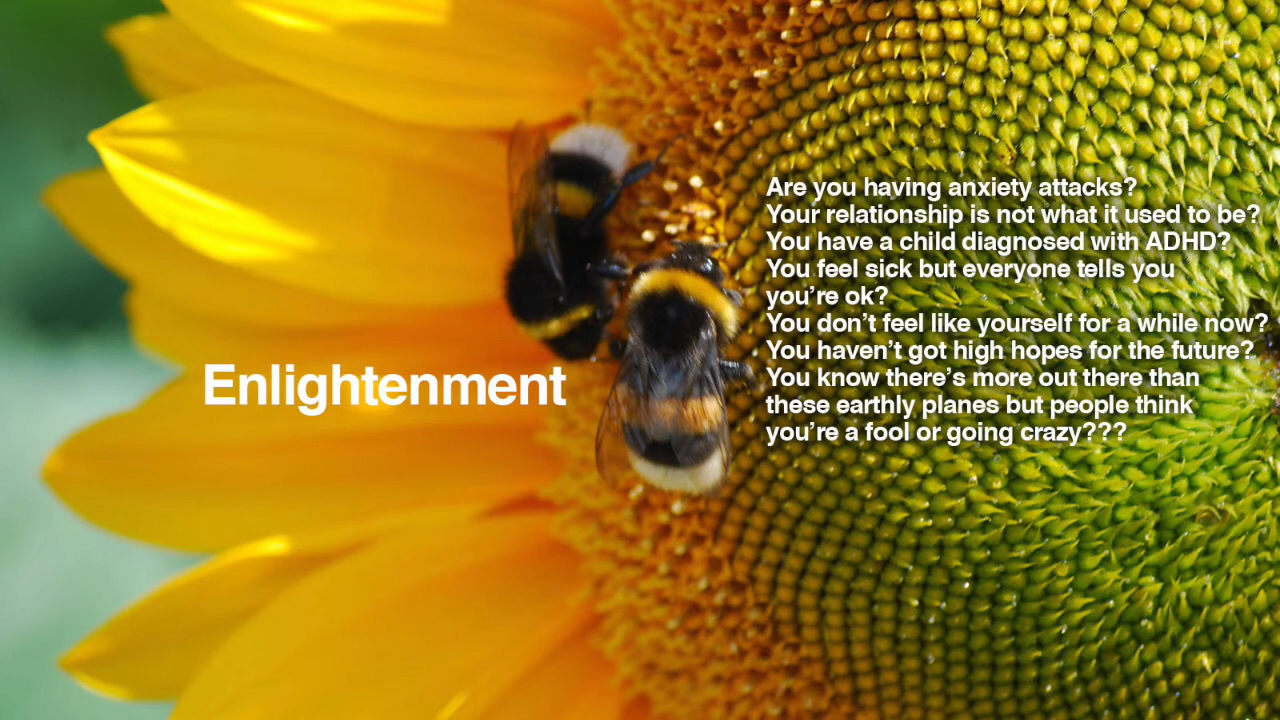 Enlightenment
Are you having anxiety attacks?
Your relationship is not what it used to be?
You have a child diagnosed with ADHD?
You feel sick but everyone tells you
you’re ok?
You don’t feel like yourself for a while now?
You haven’t got high hopes for the future?
You know there’s more out there than
these earthly planes but people think
you’re a fool or going crazy???